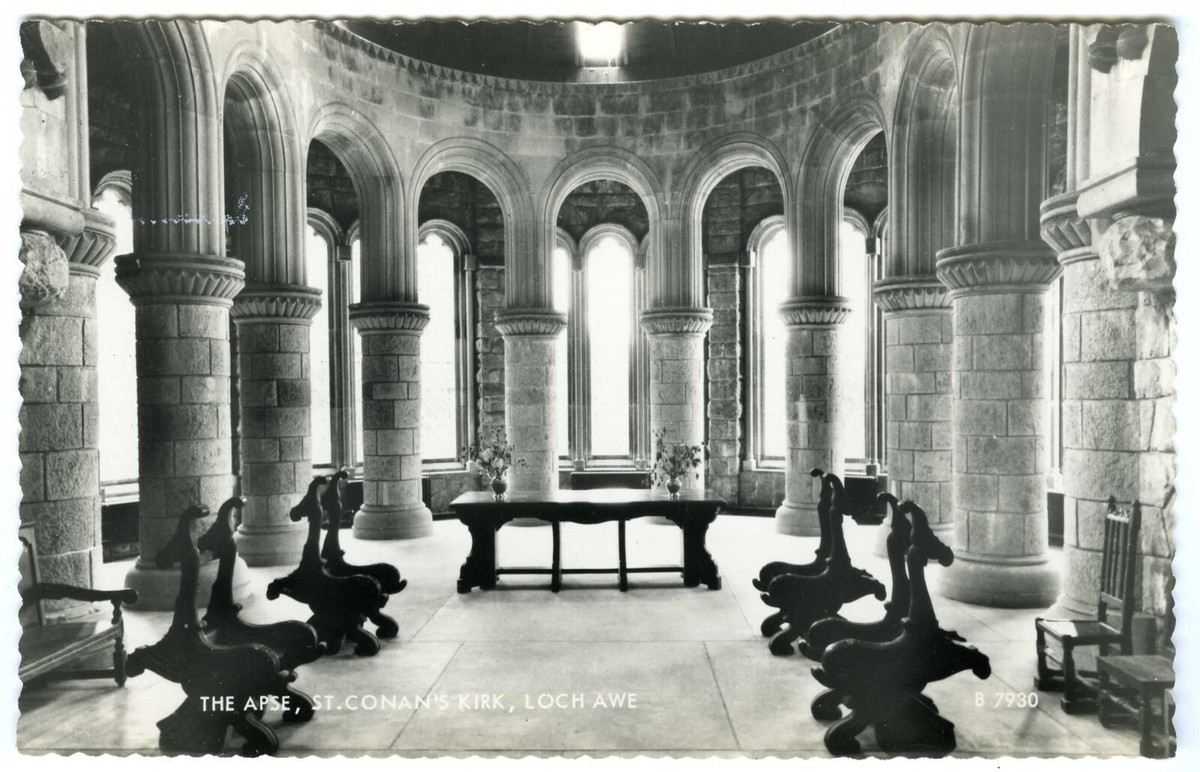 THE APSE, ST. CONAN'S KIRK, LOCH AWE
B 7930